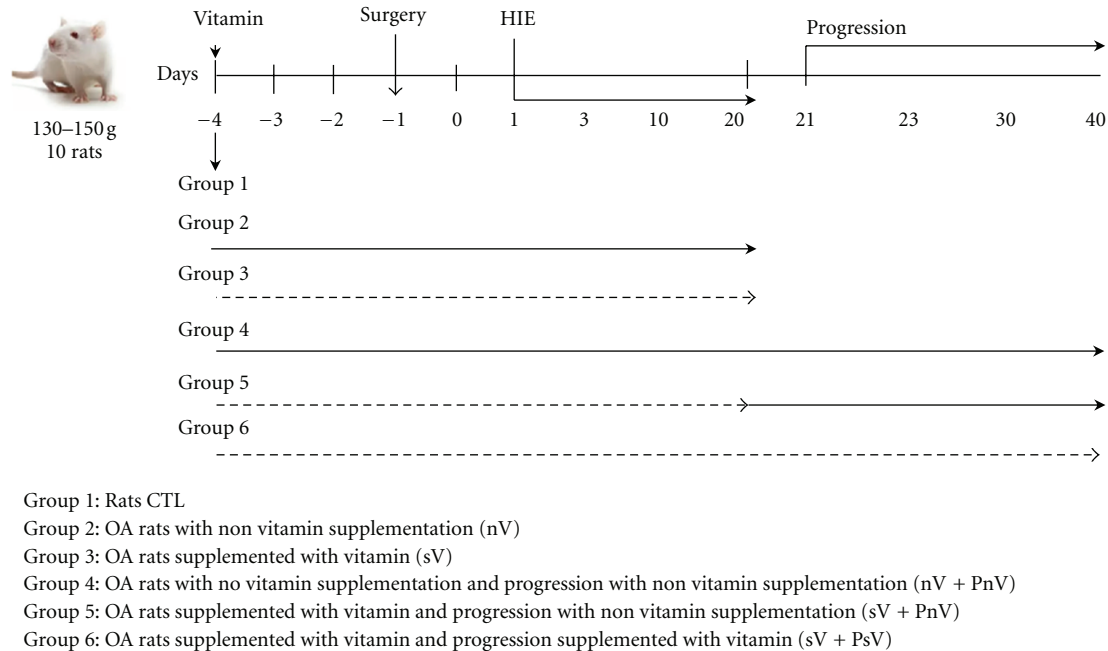 Vitamin
Surgery
HIE
Progression
Days
−4 −3 −2 −1 0 1 3 10 20 21 23 30 40
130–150 g
10 rats
Group 1
Group 2
Group 3
Group 4
Group 5
Group 6
Group 1: Rats CTL
Group 2: OA rats with non vitamin supplementation (nV)
Group 3: OA rats supplemented with vitamin (sV)
Group 4: OA rats with no vitamin supplementation and progression with non vitamin supplementation (nV + PnV)
Group 5: OA rats supplemented with vitamin and progression with non vitamin supplementation (sV + PnV)
Group 6: OA rats supplemented with vitamin and progression supplemented with vitamin (sV + PsV)